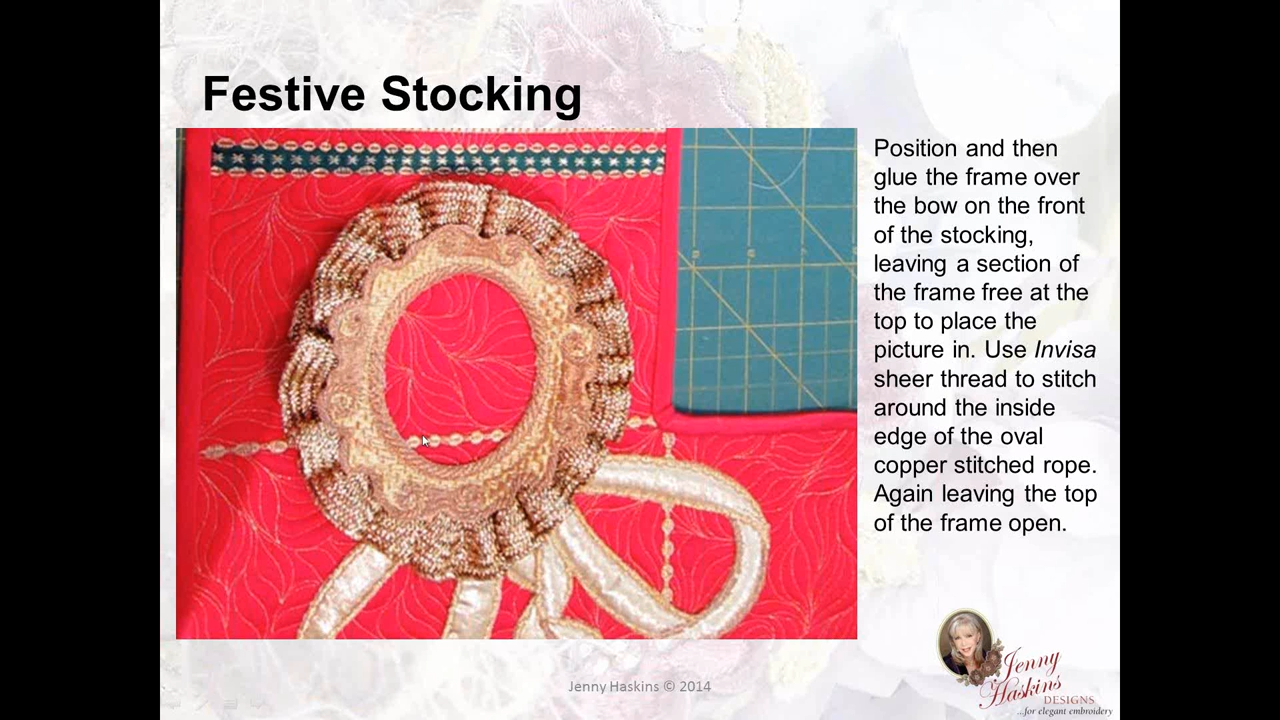 Festive Stocking
Position and then
glue the frame over
the bow on the front
of the stocking,
leaving a section of
the frame free at the
top to place the
picture in. Use Invisa
sheer thread to stitch
around the inside
edge of the oval
copper stitched rope.
Again leaving the top
of the frame open.
Jenny Haskins © 2014
Jenny
Haskins
DESIGNS
...for elegant embroidery